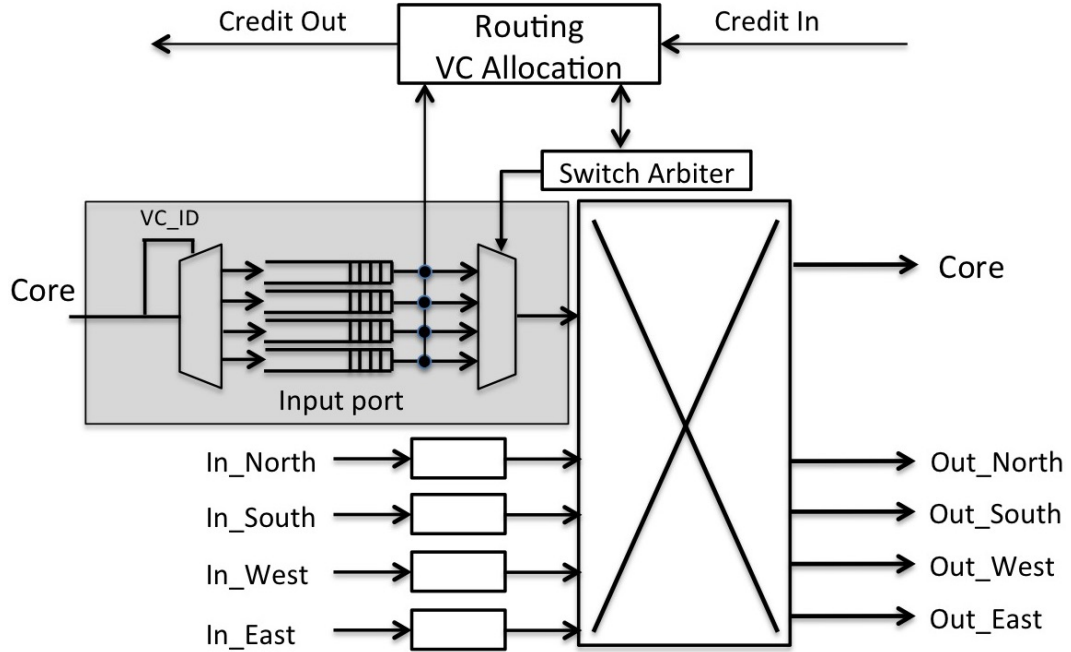 Credit Out
Routing
VC Allocation
Credit In
Switch Arbiter
VC_ID
Core
Input port
Core
In_North
In_South
In_West
In_East
Out_North
Out_South
Out_West
Out_East